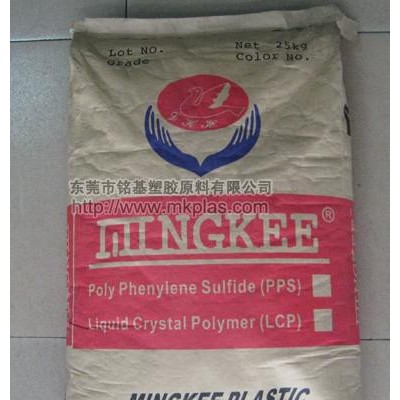 Lot NO. Net 25kg
Grade Color No.
东莞市铭基塑胶原料有限公司
http://www.mkplas.com
MINGKEE®
Poly Phenylene Sulfide (PPS)
Liquid Crystal Polymer (LCP)
MINGKEE PLASTIC